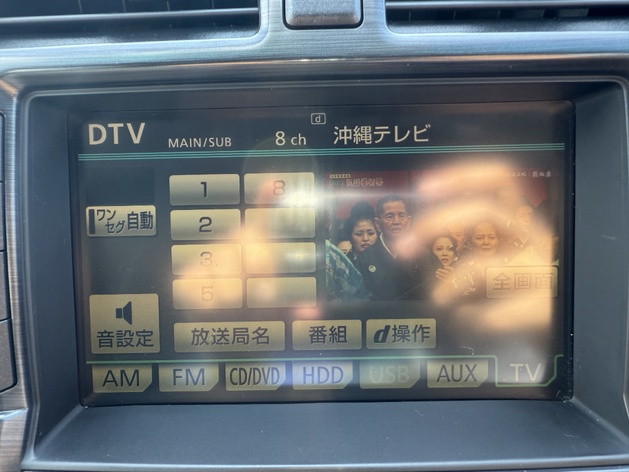 DTV MAIN/SUB 8 ch d 沖縄テレビ
1 8
ワンセグ自動
2
3
5
全画面
音設定
放送局名 番組 d操作
AM FM CD/DVD HDD USB AUX TV